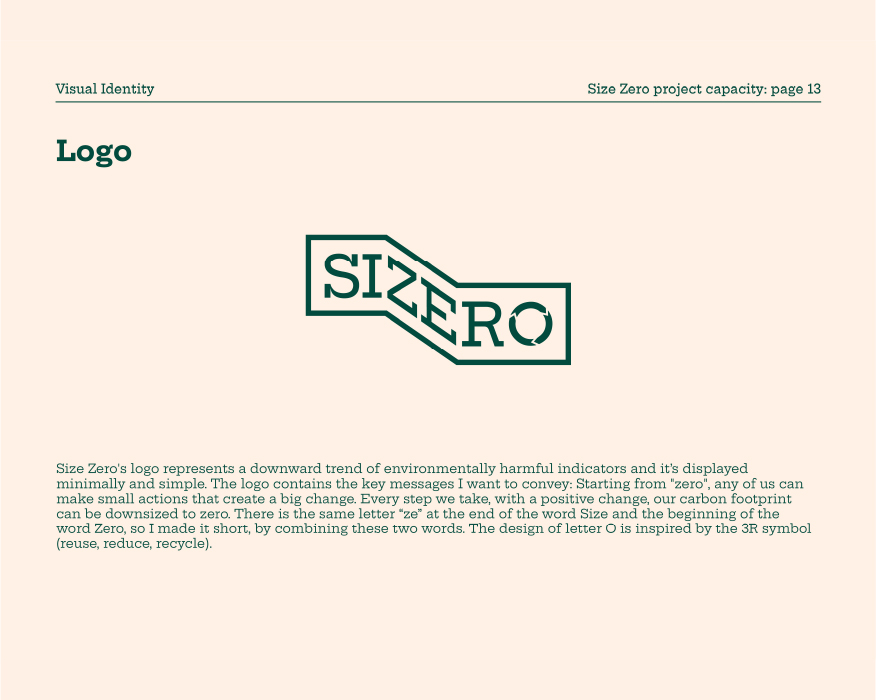 Visual Identity
Size Zero project capacity: page 13
Logo
SIZERO
Size Zero's logo represents a downward trend of environmentally harmful indicators and it's displayed
minimally and simple. The logo contains the key messages I want to convey: Starting from "zero", any of us can
make small actions that create a big change. Every step we take, with a positive change, our carbon footprint
can be downsized to zero. There is the same letter “ze” at the end of the word Size and the beginning of the
word Zero, so I made it short, by combining these two words. The design of letter O is inspired by the 3R symbol
(reuse, reduce, recycle).